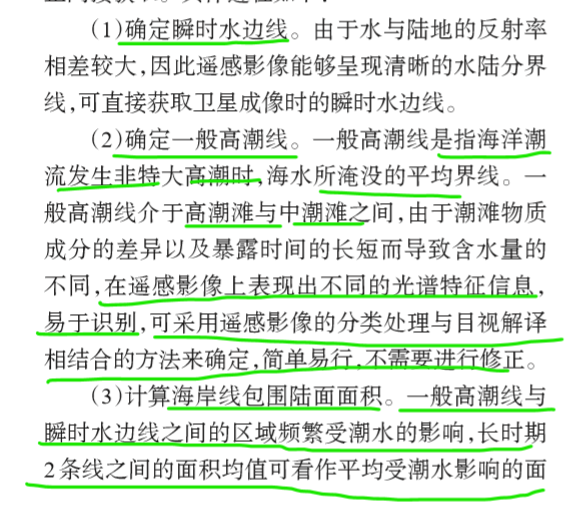 (1)确定瞬时水边线。由于水与陆地的反射率
相差较大,因此遥感影像能够呈现清晰的水陆分界
线,可直接获取卫星成像时的瞬时水边线。
(2)确定一般高潮线。一般高潮线是指海洋潮
流发生非特大高潮时,海水所淹没的平均界线。一
般高潮线介于高潮滩与中潮滩之间,由于潮滩物质
成分的差异以及暴露时间的长短而导致含水量的
不同,在遥感影像上表现出不同的光谱特征信息,
易于识别,可采用遥感影像的分类处理与目视解译
相结合的方法来确定,简单易行,不需要进行修正。
(3)计算海岸线包围陆面面积。一般高潮线与
瞬时水边线之间的区域频繁受潮水的影响,长时期
2条线之间的面积均值可看作平均受潮水影响的面